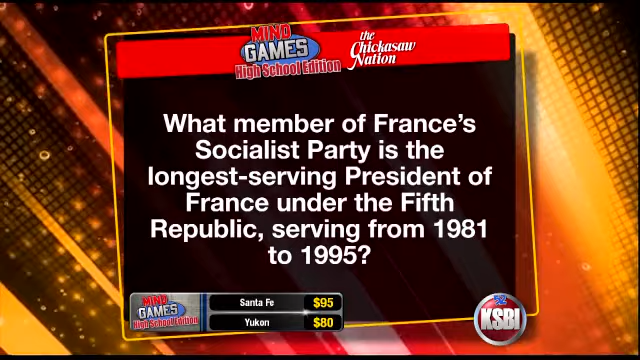 MIND
GAMES
High School Edition
the
Chickasaw
Nation
What member of France's
Socialist Party is the
longest-serving President of
France under the Fifth
Republic, serving from 1981
to 1995?
MIND
GAMES
High School Edition
Santa Fe $95
Yukon $80
52
KSBI